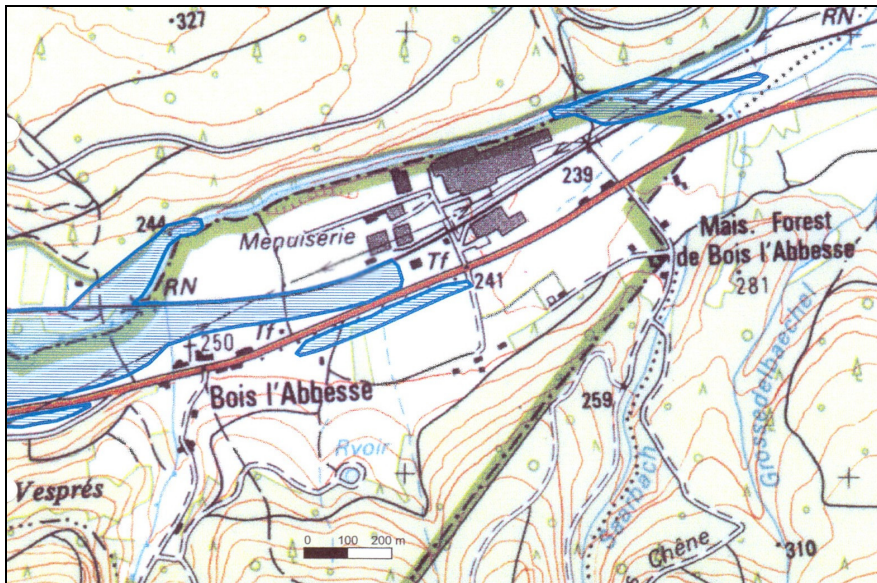 327
RN
239
244
Menuiserie
Mais. Forest
de Bois l'Abbesse
RN
Tf
241
281
Tf
250
Bois l'Abbesse
259
Grossedelbaechel
Rvoir
Vesprés
0 100 200 m
Chêne
310